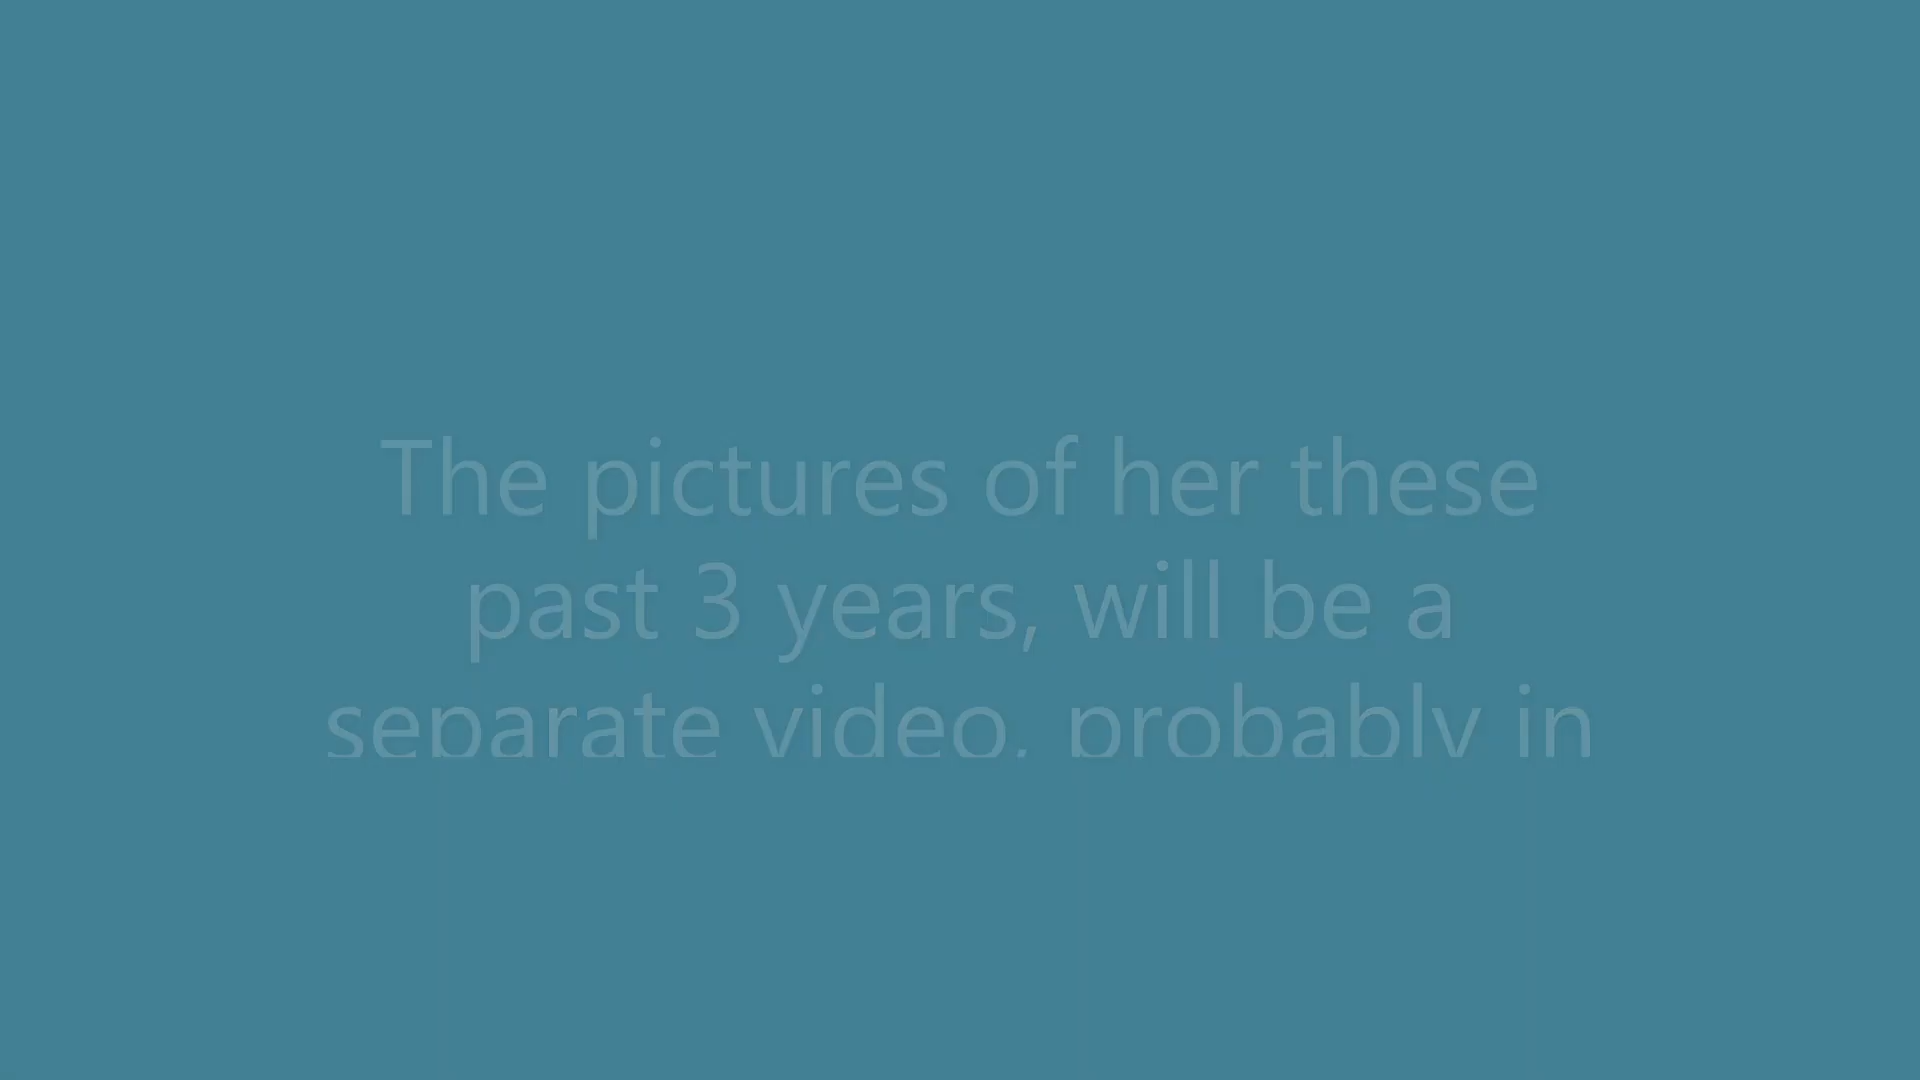 The pictures of her these
past 3 years, will be a
separate video, probably in